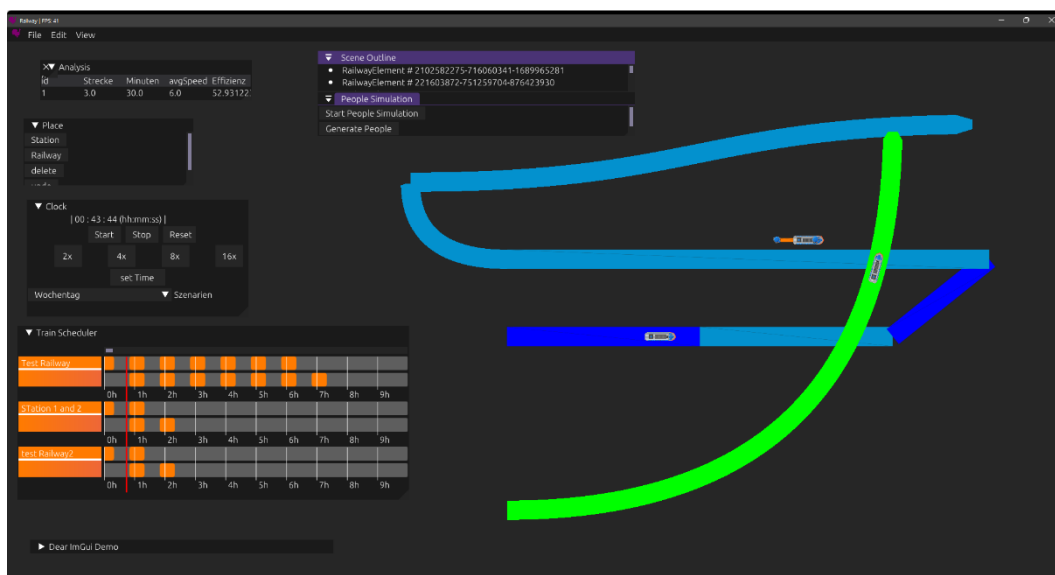 Railway | FPS: 41
File Edit View
Analysis
id Strecke Minuten avgSpeed Effizienz
1 3.0 30.0 6.0 52.93122
Place
Station
Railway
delete
undo
Clock
| 00 : 43 : 44 (hh:mm:ss) |
Start Stop Reset
2x 4x 8x 16x
set Time
Wochentag Szenarien
Train Scheduler
Test Railway
0h 1h 2h 3h 4h 5h 6h 7h 8h 9h
STation 1 and 2
0h 1h 2h 3h 4h 5h 6h 7h 8h 9h
test Railway2
0h 1h 2h 3h 4h 5h 6h 7h 8h 9h
Dear ImGui Demo
Scene Outline
RailwayElement # 2102582275-716060341-1689965281
RailwayElement # 221603872-751259704-876423930
People Simulation
Start People Simulation
Generate People